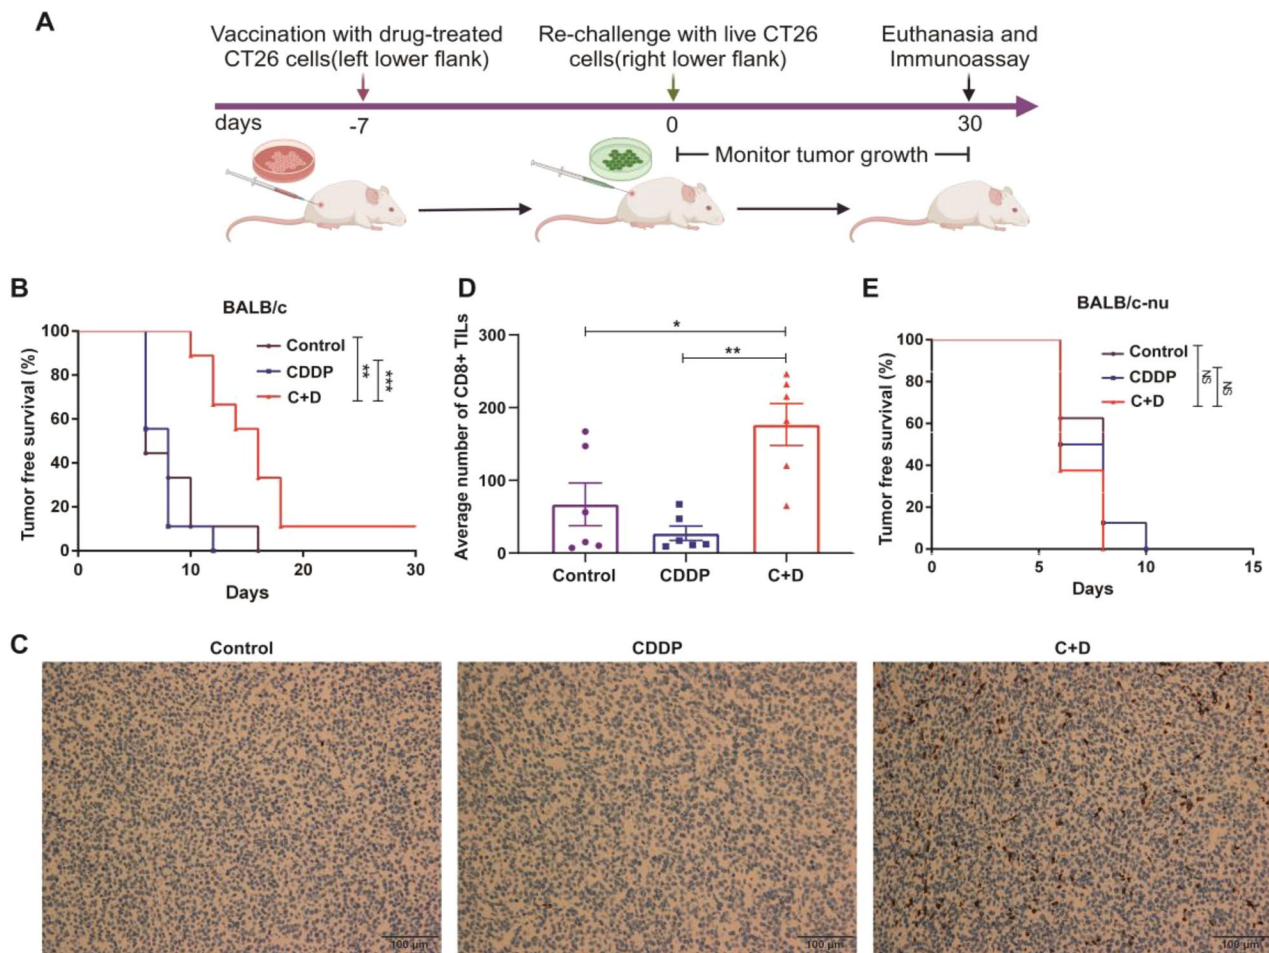 A
Vaccination with drug-treated
CT26 cells(left lower flank)
Re-challenge with live CT26
cells(right lower flank)
Euthanasia and
Immunoassay
days
-7
0
30
Monitor tumor growth
B
BALB/c
Tumor free survival (%)
100
80
60
40
20
0
0
10
20
30
Days
Control
CDDP
C+D
**
***
D
Average number of CD8+ TILs
300
200
100
0
*
**
Control
CDDP
C+D
E
BALB/c-nu
Tumor free survival (%)
100
80
60
40
20
0
0
5
10
15
Days
Control
CDDP
C+D
NS
NS
C
Control
CDDP
C+D
100 µm
100 µm
100 µm